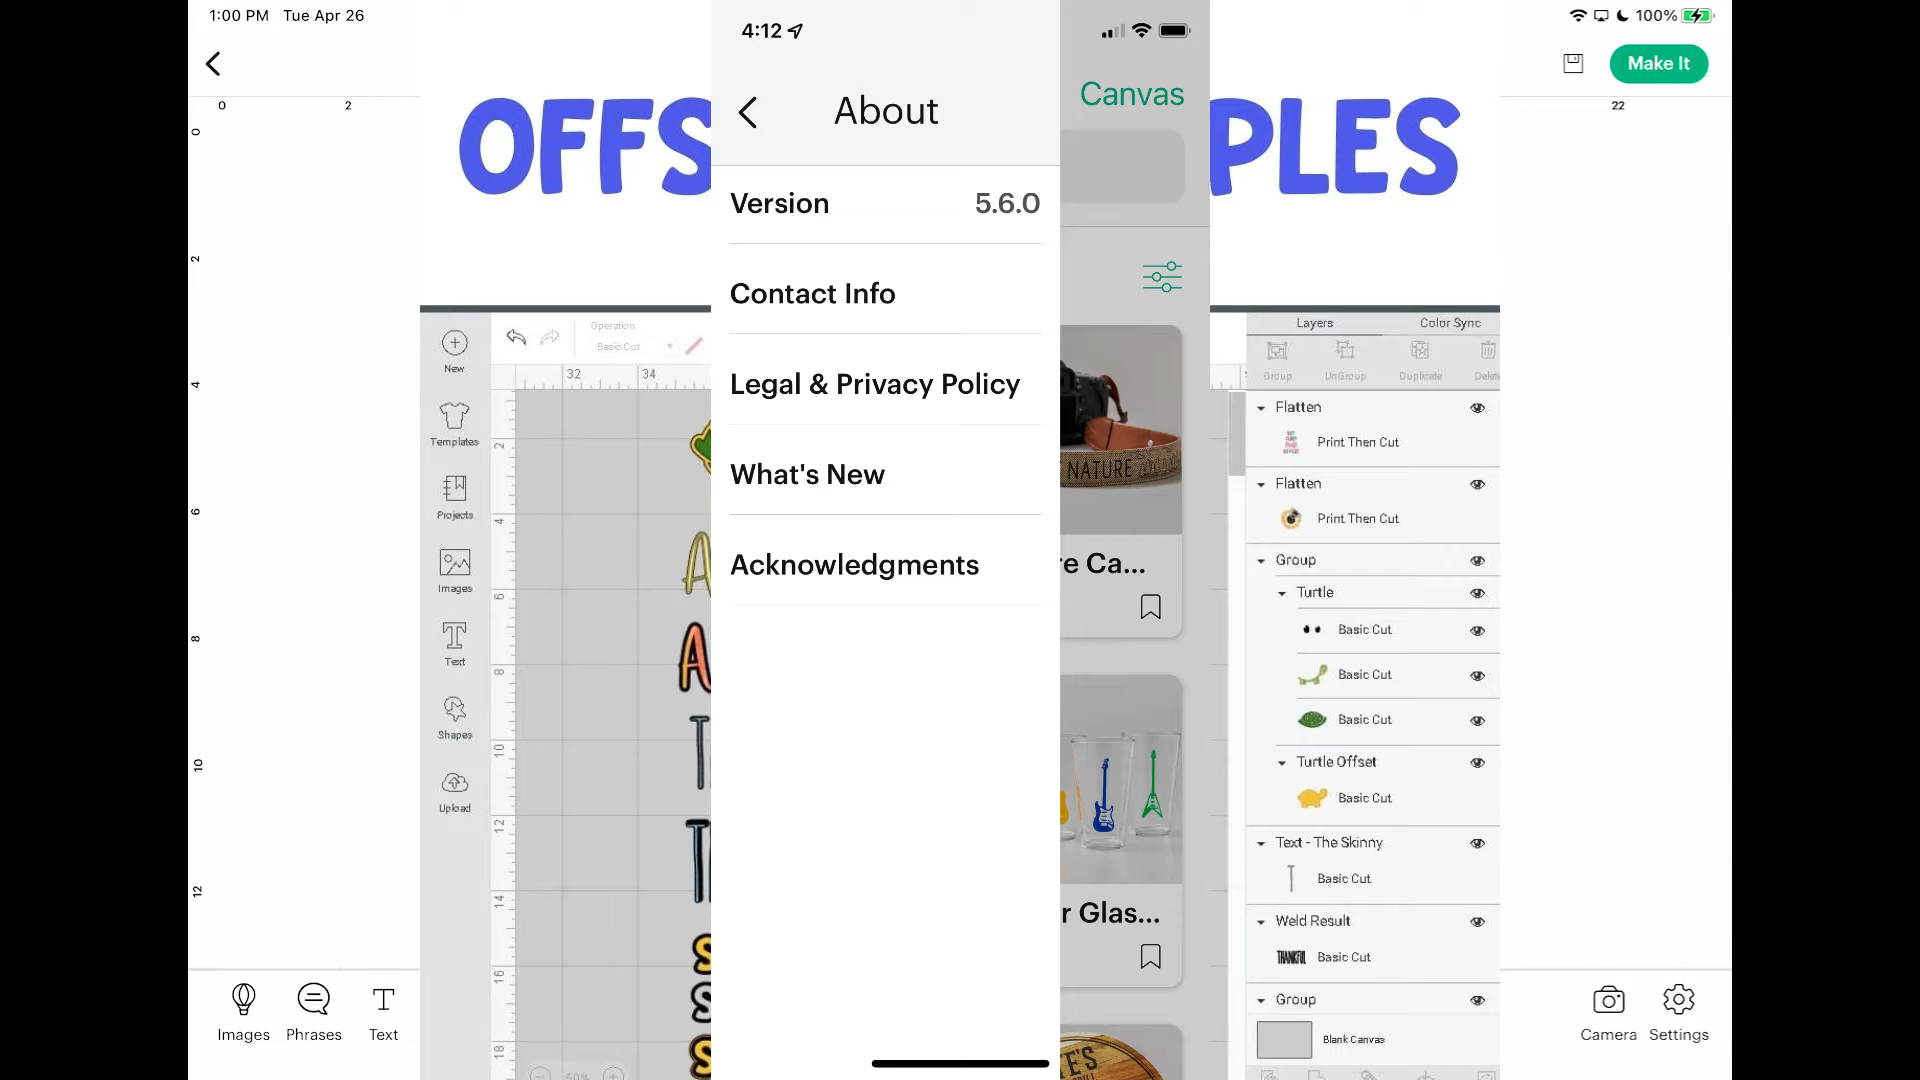 1:00 PM Tue Apr 26
100%
Make It
0 2
22
0
2
4
6
8
10
12
Images Phrases Text
Camera Settings
OFFS
PLES
New
Templates
Projects
Images
Text
Shapes
Upload
Operation
Basic Cut
32 34
2
4
6
8
10
12
14
16
18
50%
4:12
About
Version 5.6.0
Contact Info
Legal & Privacy Policy
What's New
Acknowledgments
Canvas
NATURE
re Ca...
r Glas...
TE'S
Layers Color Sync
Group UnGroup Duplicate Delete
Flatten
Print Then Cut
Flatten
Print Then Cut
Group
Turtle
Basic Cut
Basic Cut
Basic Cut
Turtle Offset
Basic Cut
Text - The Skinny
Basic Cut
Weld Result
THANKFUL Basic Cut
Group
Blank Canvas